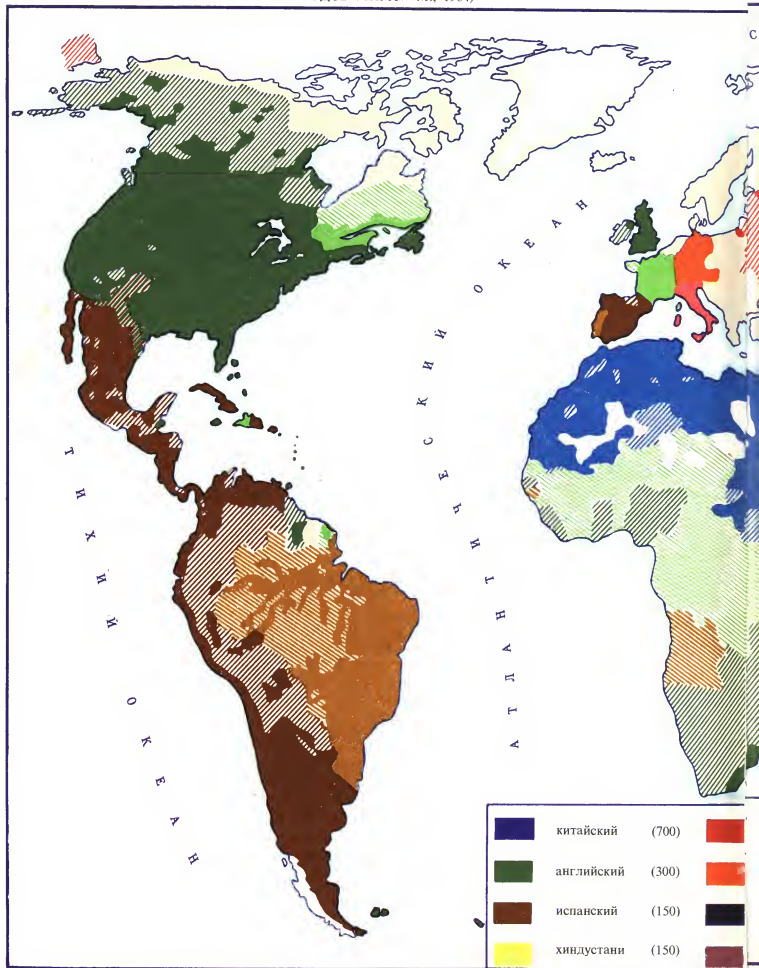 С
АТЛАНТИЧЕСКИЙ ОКЕАН
ТИХИЙ ОКЕАН
китайский (700)
английский (300)
испанский (150)
хиндустани (150)